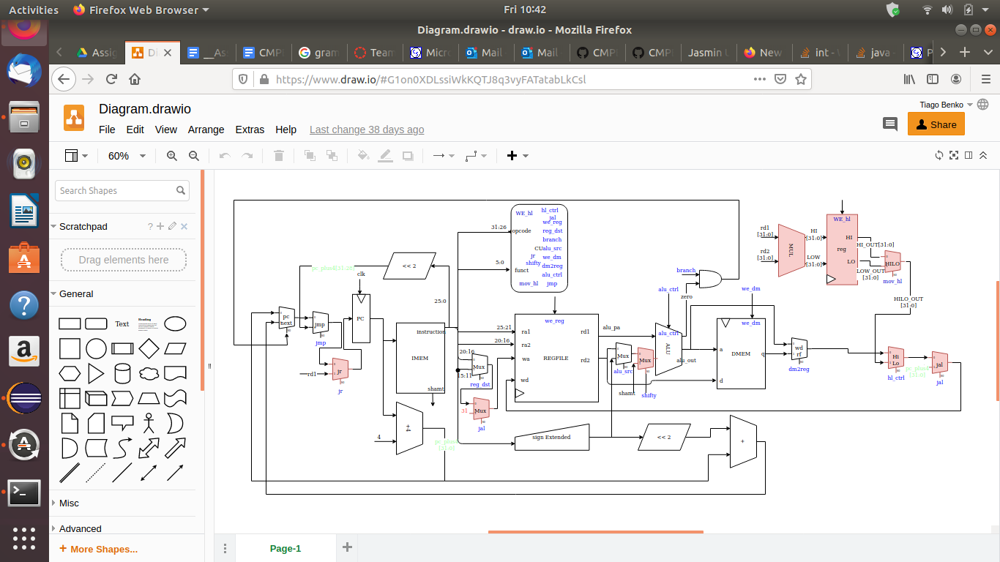 Activities
Firefox Web Browser
Fri 10:42
Diagram.drawio - draw.io - Mozilla Firefox
Assig
Di
__As
CMP
gram
Team
Micr
Mail
Mail
CMP
CMP
Jasmin
New
int -
java -
P
https://www.draw.io/#G1on0XDLssiWkKQTJ8q3vyFATatabLkCsl
Diagram.drawio
Tiago Benko
File Edit View Arrange Extras Help Last change 38 days ago
Share
60%
Search Shapes
Scratchpad
?
Drag elements here
General
Text
Heading
Misc
Advanced
+ More Shapes...
Page-1
31:26
opcode
5:0
funct
WE_hl
hl_ctrl
jal
we_reg
reg_dst
branch
CU
alu_src
jr
we_dm
shifty
dm2reg
alu_ctrl
mov_hl
jmp
<< 2
pc_plus4[31:28]
clk
25:0
pc
next
jmp
jmp
PC
rd1
jr
jr
instruction
IMEM
shamt
+4
4
pc_plus4
[31:0]
25:21
20:16
20:16
15:11
Mux
reg_dst
31
Mux
jal
we_reg
ra1
ra2
wa
wd
rd1
rd2
REGFILE
alu_pa
Mux
alu_src
Mux
shamt
shifty
alu_ctrl
alu_ctrl
ALU
alu_out
zero
branch
we_dm
we_dm
a
DMEM
q
d
wd
rf
dm2reg
sign Extended
<< 2
+
rd1
[31:0]
rd2
[31:0]
MUL
HI
[31:0]
LOW
[31:0]
WE_hl
HI
reg
LO
HI_OUT[31:0]
LOW_OUT
[31:0]
HILO
mov_hl
HILO_OUT
[31:0]
Hi
Lo
hl_ctrl
pc_plus4
[31:0]
jal
jal